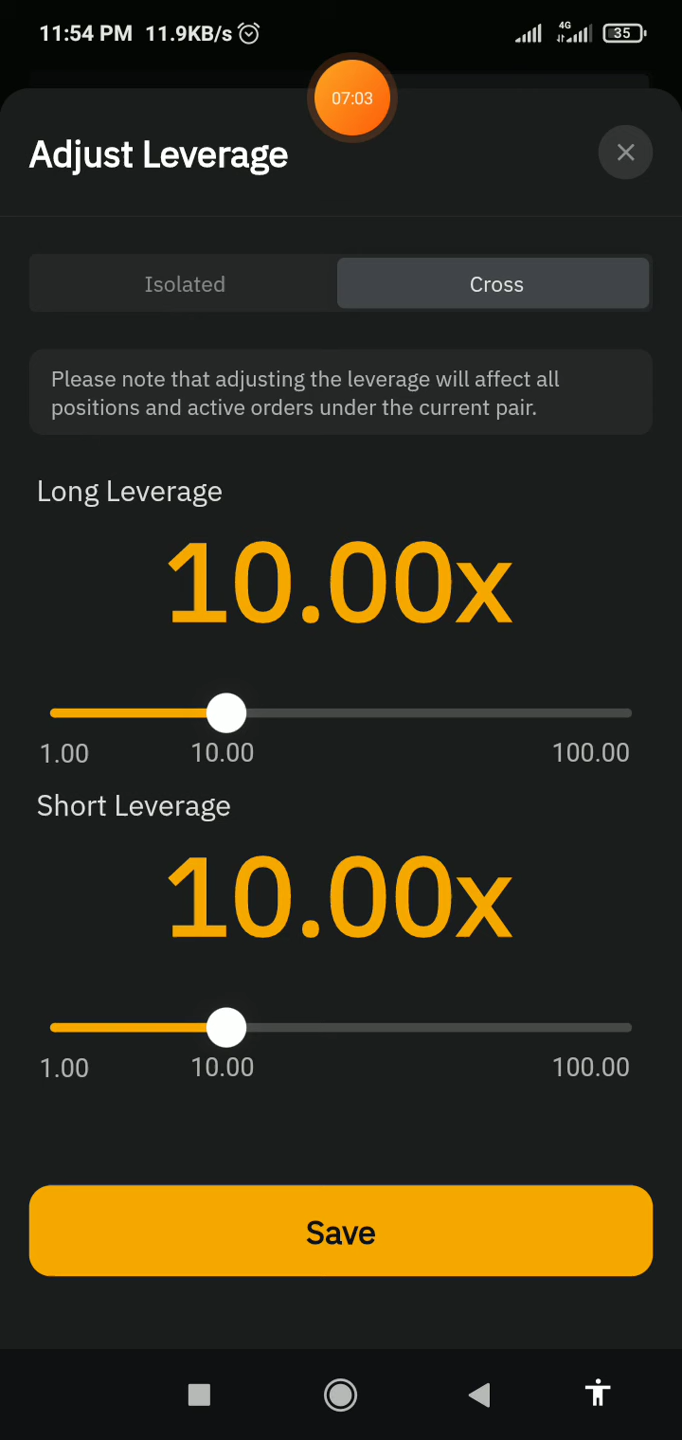 11:54 PM 11.9KB/s 4G 35
07:03
Adjust Leverage
Isolated Cross
Please note that adjusting the leverage will affect all
positions and active orders under the current pair.
Long Leverage
10.00x
1.00 10.00 100.00
Short Leverage
10.00x
1.00 10.00 100.00
Save